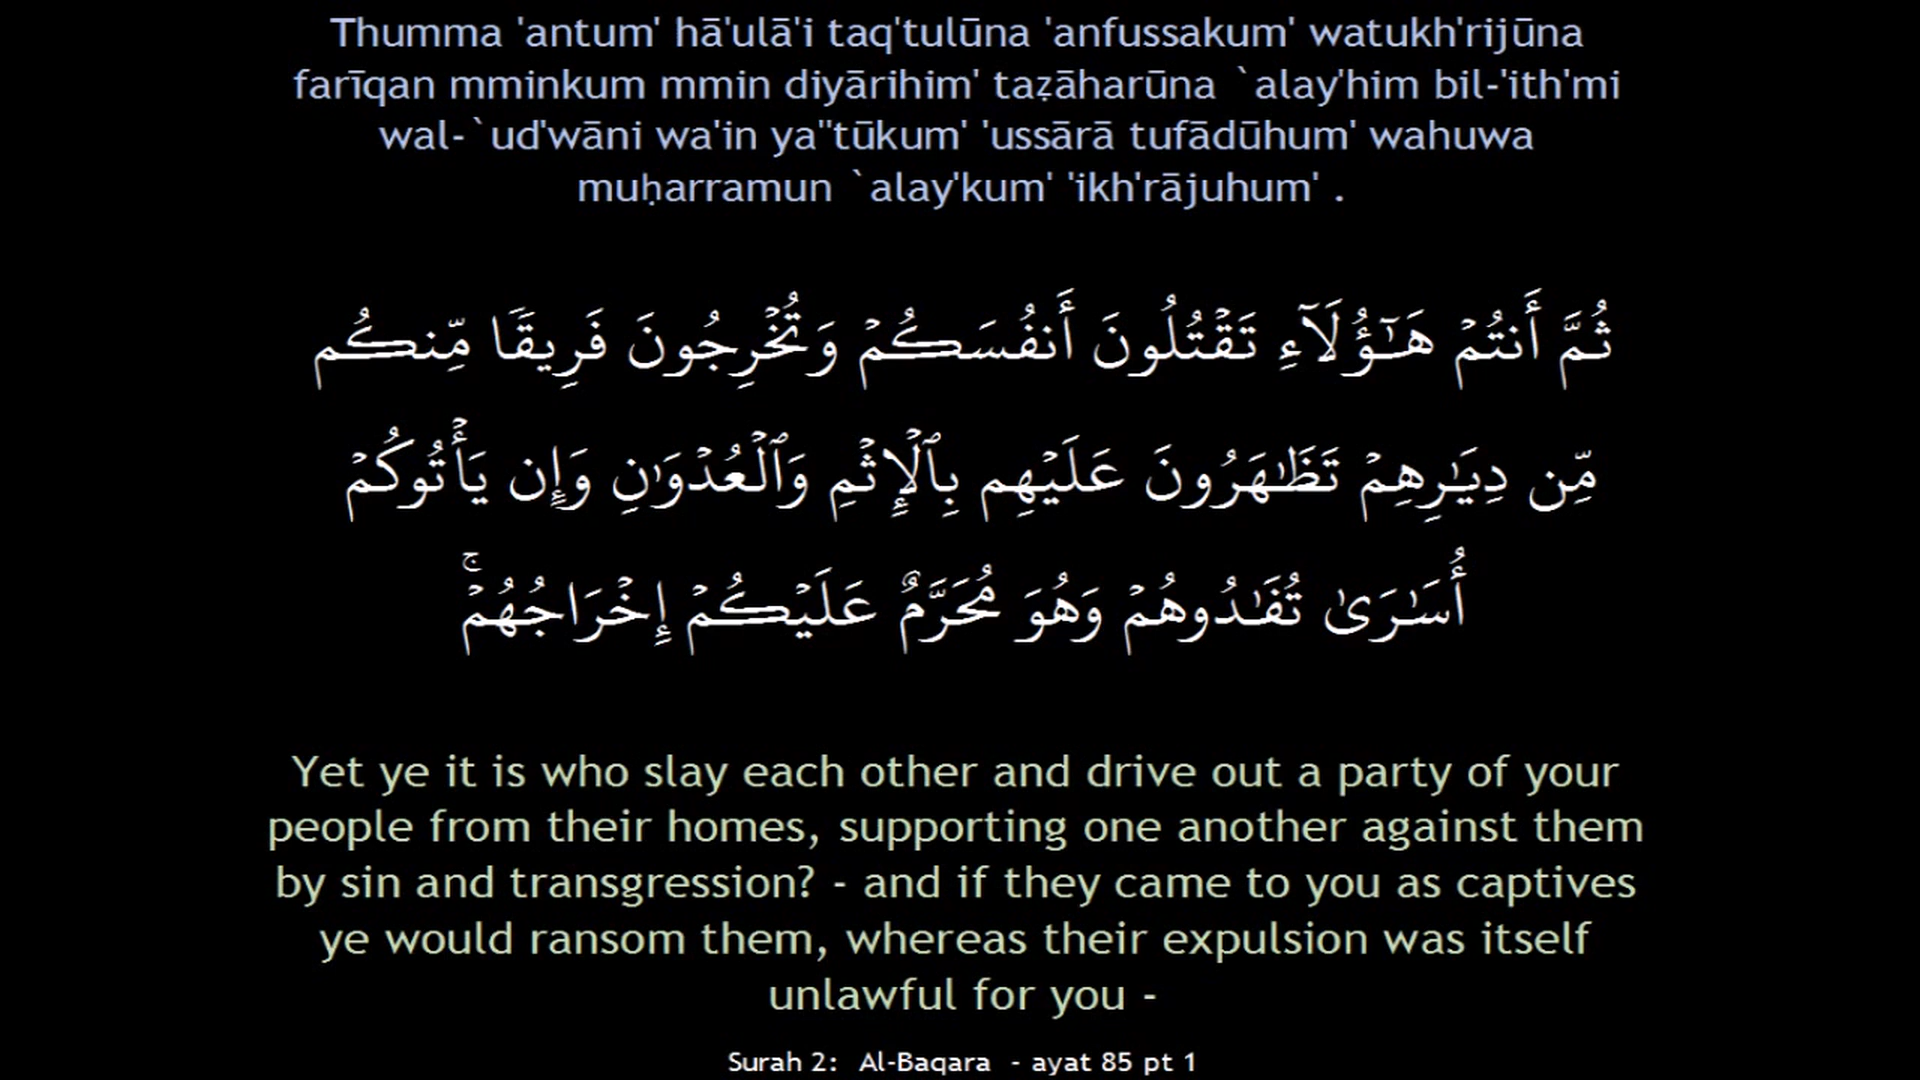 Thumma 'antum' hā'ulā'i taq'tulūna 'anfussakum' watukh'rijūna
farīqan mminkum mmin diyārihim' taẓāharūna `alay'him bil-'ith'mi
wal-`ud'wāni wa'in ya''tūkum' 'ussārā tufādūhum' wahuwa
muḥarramun `alay'kum' 'ikh'rājuhum' .
ثُمَّ أَنتُمْ هَـٰٓؤُلَآءِ تَقْتُلُونَ أَنفُسَكُمْ وَتُخْرِجُونَ فَرِيقًا مِّنكُم
مِّن دِيَـٰرِهِمْ تَظَـٰهَرُونَ عَلَيْهِم بِٱلْإِثْمِ وَٱلْعُدْوَٰنِ وَإِن يَأْتُوكُمْ
أُسَـٰرَىٰ تُفَـٰدُوهُمْ وَهُوَ مُحَرَّمٌ عَلَيْكُمْ إِخْرَاجُهُمْ ۚ
Yet ye it is who slay each other and drive out a party of your
people from their homes, supporting one another against them
by sin and transgression? - and if they came to you as captives
ye would ransom them, whereas their expulsion was itself
unlawful for you -
Surah 2: Al-Baqara - ayat 85 pt 1